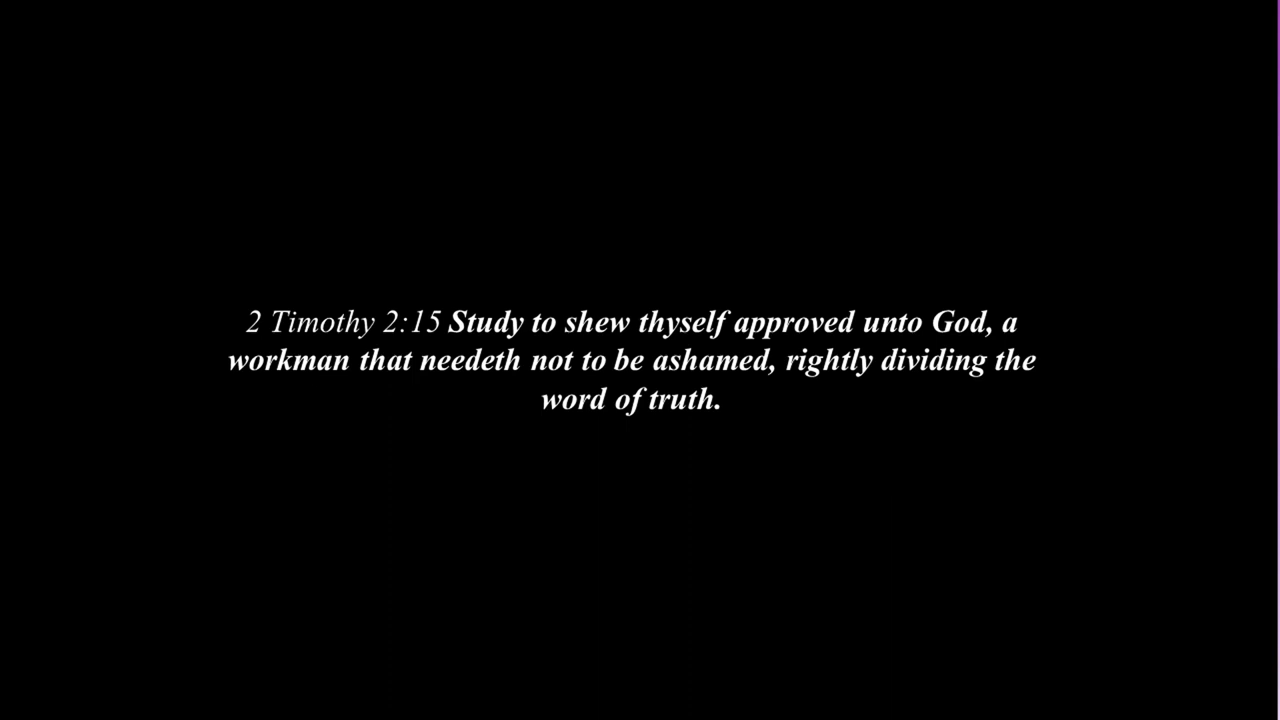 2 Timothy 2:15 Study to shew thyself approved unto God, a
workman that needeth not to be ashamed, rightly dividing the
word of truth.